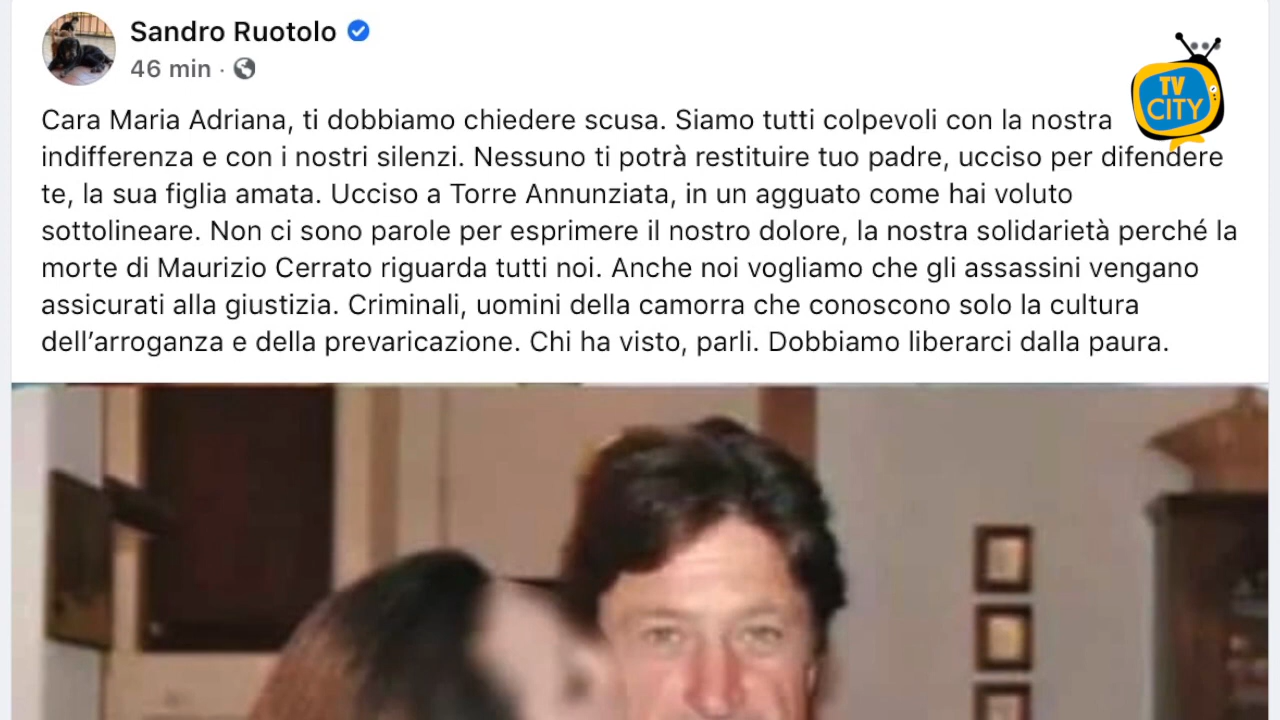 Sandro Ruotolo
46 min ·
TV
CITY
Cara Maria Adriana, ti dobbiamo chiedere scusa. Siamo tutti colpevoli con la nostra
indifferenza e con i nostri silenzi. Nessuno ti potrà restituire tuo padre, ucciso per difendere
te, la sua figlia amata. Ucciso a Torre Annunziata, in un agguato come hai voluto
sottolineare. Non ci sono parole per esprimere il nostro dolore, la nostra solidarietà perché la
morte di Maurizio Cerrato riguarda tutti noi. Anche noi vogliamo che gli assassini vengano
assicurati alla giustizia. Criminali, uomini della camorra che conoscono solo la cultura
dell’arroganza e della prevaricazione. Chi ha visto, parli. Dobbiamo liberarci dalla paura.